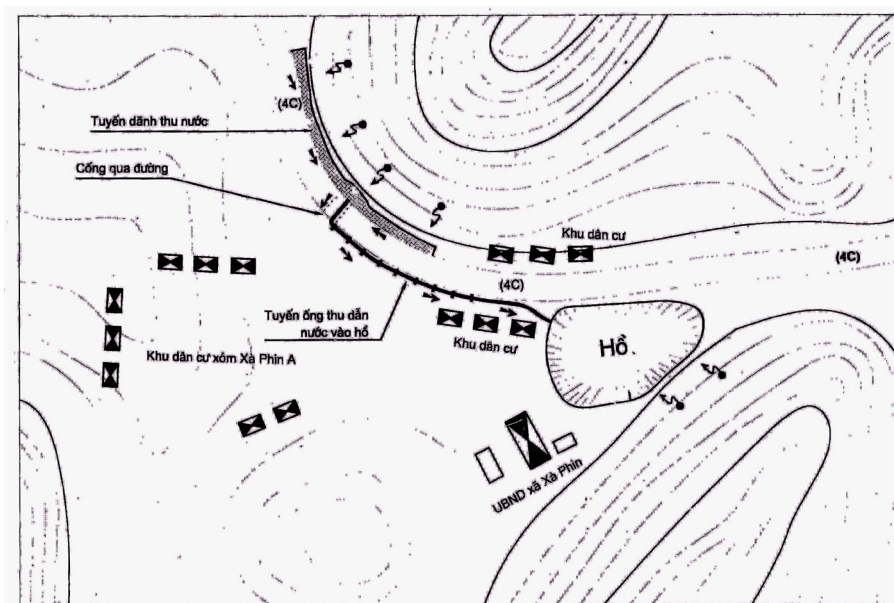 (4C)
Tuyến dãnh thu nước
Cống qua đường
Khu dân cư
(4C)
(4C)
Tuyến ống thu dẫn
nước vào hồ
Khu dân cư
Hồ.
Khu dân cư xóm Xà Phìn A
UBND xã Xà Phìn